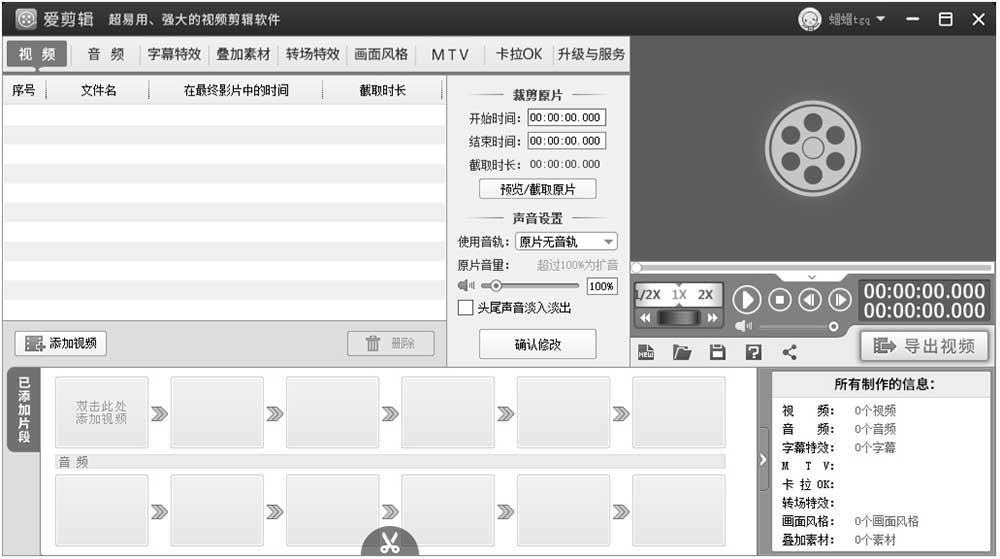 爱剪辑 超易用、强大的视频剪辑软件
蝈蝈tgq
视 频 音 频 字幕特效 叠加素材 转场特效 画面风格 MTV 卡拉OK 升级与服务
序号 文件名 在最终影片中的时间 截取时长
裁剪原片
开始时间： 00:00:00.000
结束时间： 00:00:00.000
截取时长： 00:00:00.000
预览/截取原片
声音设置
使用音轨： 原片无音轨
原片音量： 超过100%为扩音
100%
头尾声音淡入淡出
确认修改
添加视频 删除
1/2X 1X 2X
00:00:00.000
00:00:00.000
NEW
导出视频
已添加片段
双击此处
添加视频
音 频
所有制作的信息：
视 频： 0个视频
音 频： 0个音频
字幕特效： 0个字幕
M T V：
卡 拉 OK：
转场特效：
画面风格： 0个画面风格
叠加素材： 0个素材